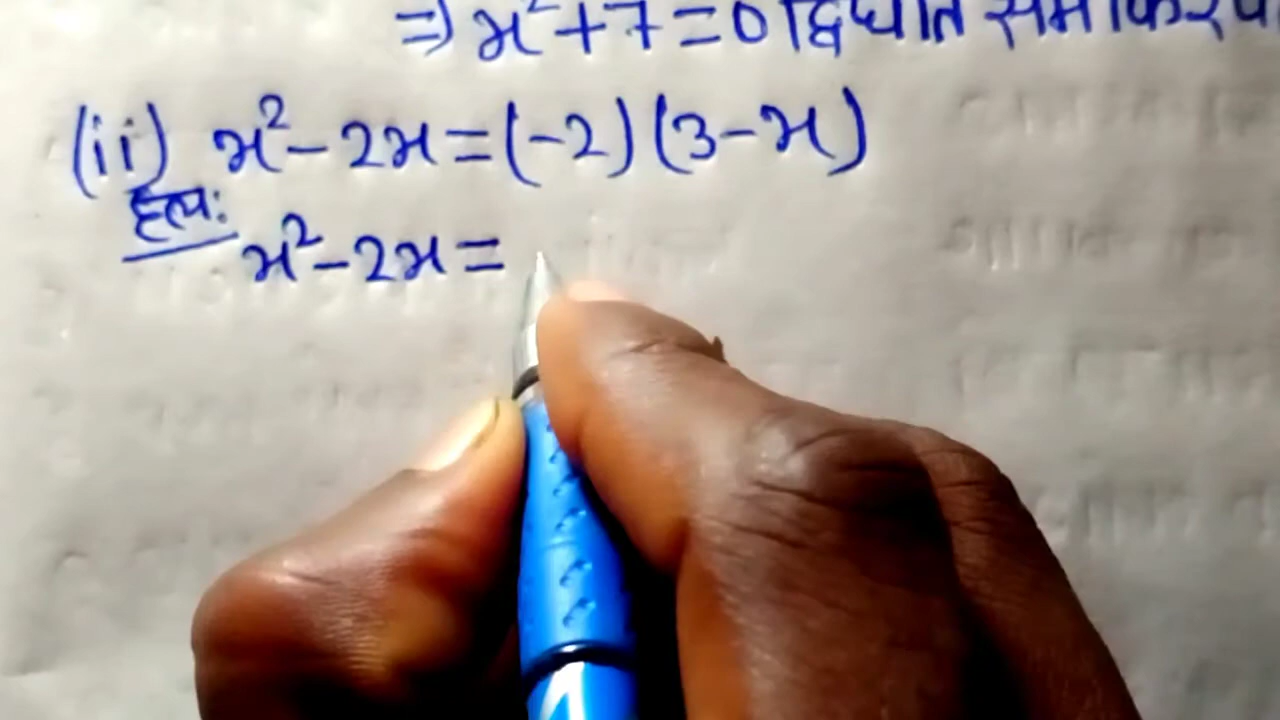 ⇒ x²+7=0 द्विघात समीकरण
(ii) x²-2x=(-2)(3-x)
हल:
x²-2x=